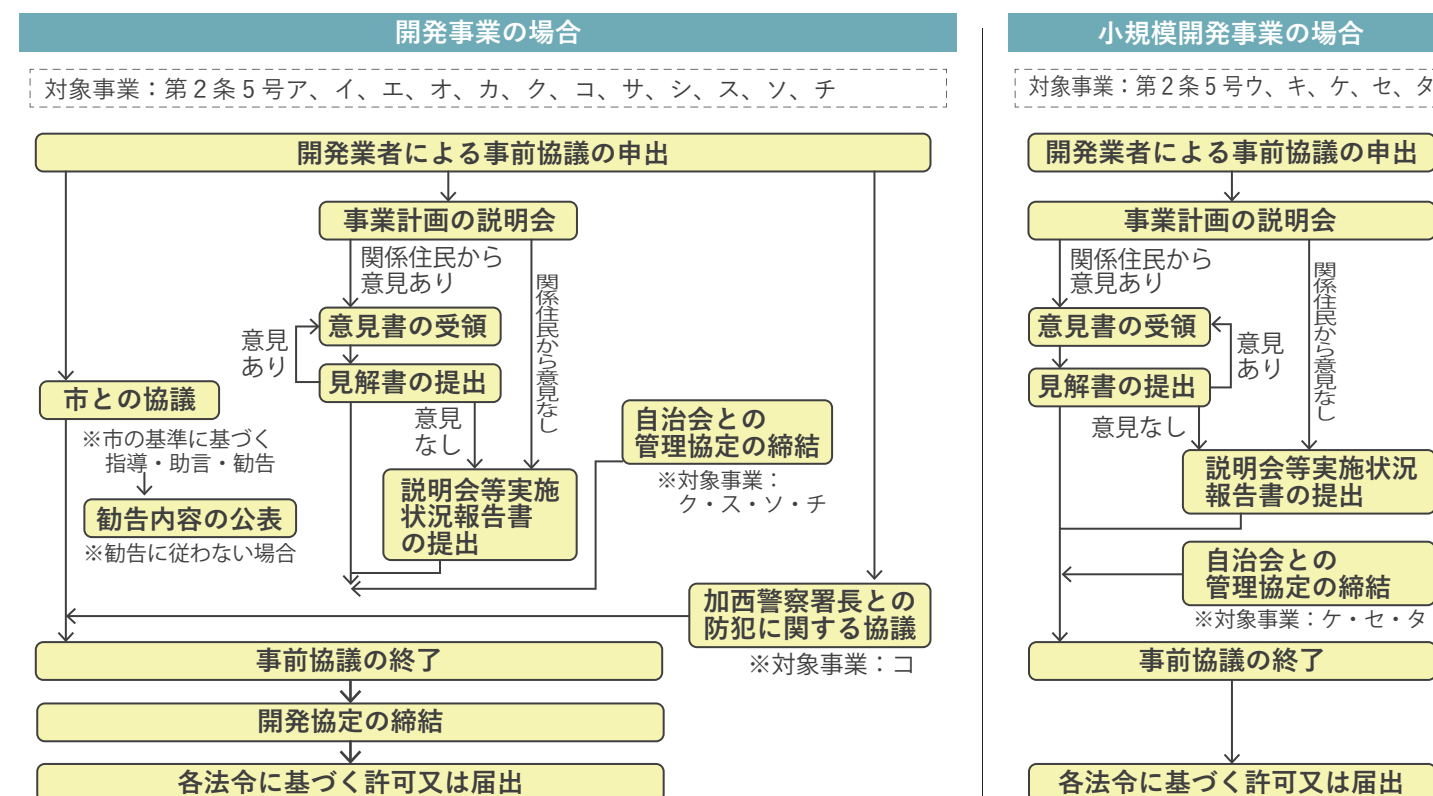 開発事業の場合
対象事業：第2条5号ア、イ、エ、オ、カ、ク、コ、サ、シ、ス、ソ、チ
開発業者による事前協議の申出
事業計画の説明会
関係住民から
意見あり
関係住民から意見なし
意見書の受領
意見
あり
見解書の提出
市との協議
※市の基準に基づく
指導・助言・勧告
勧告内容の公表
※勧告に従わない場合
意見
なし
説明会等実施
状況報告書
の提出
自治会との
管理協定の締結
※対象事業：
ク・ス・ソ・チ
加西警察署長との
防犯に関する協議
※対象事業：コ
事前協議の終了
開発協定の締結
各法令に基づく許可又は届出
小規模開発事業の場合
対象事業：第2条5号ウ、キ、ケ、セ、タ
開発業者による事前協議の申出
事業計画の説明会
関係住民から
意見あり
関係住民から意見なし
意見書の受領
意見
あり
見解書の提出
意見なし
説明会等実施状況
報告書の提出
自治会との
管理協定の締結
※対象事業：ケ・セ・タ
事前協議の終了
各法令に基づく許可又は届出